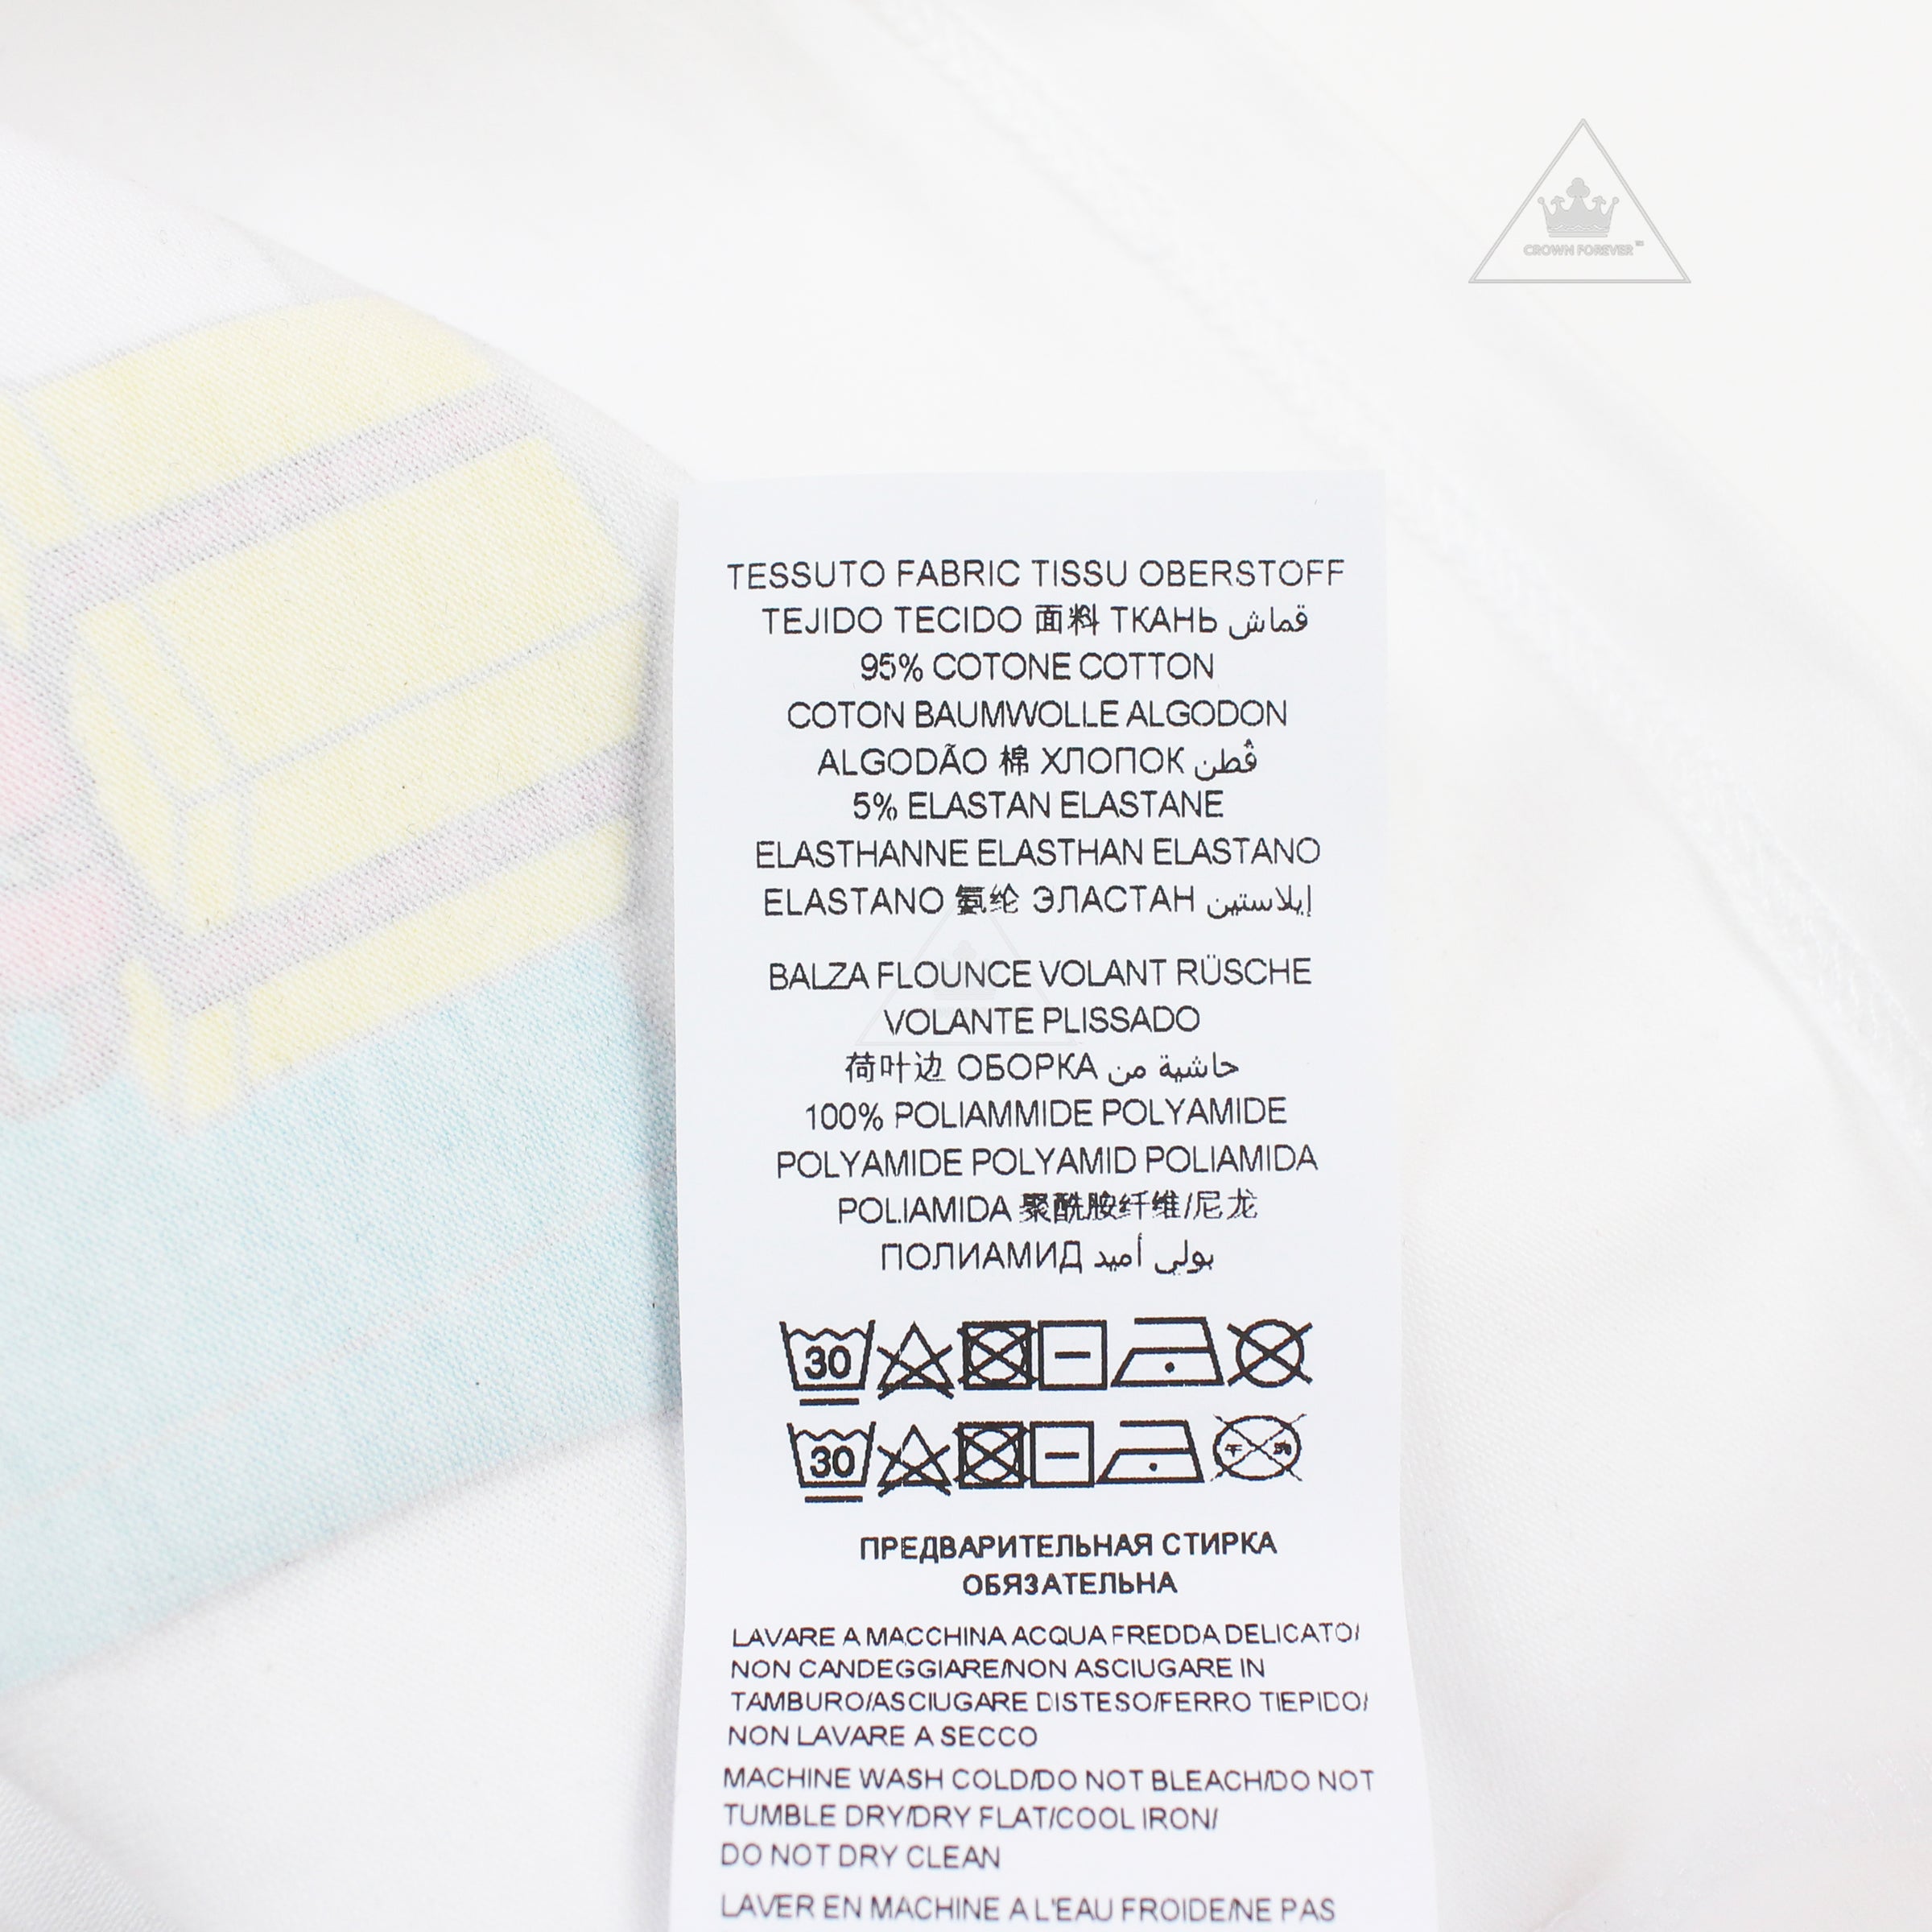 CROWN FOREVER™
TESSUTO FABRIC TISSU OBERSTOFF
TEJIDO TECIDO 面料 ТКАНЬ قماش
95% COTONE COTTON
COTON BAUMWOLLE ALGODON
ALGODÃO 棉 ХЛОПОК قُطن
5% ELASTAN ELASTANE
ELASTHANNE ELASTHAN ELASTANO
ELASTANO 氨纶 ЭЛАСТАН إيلاستين
BALZA FLOUNCE VOLANT RÜSCHE
VOLANTE PLISSADO
荷叶边 ОБОРКА حاشية من
100% POLIAMMIDE POLYAMIDE
POLYAMIDE POLYAMID POLIAMIDA
POLIAMIDA 聚酰胺纤维/尼龙
ПОЛИАМИД بولي أميد
30
30
ПРЕДВАРИТЕЛЬНАЯ СТИРКА
ОБЯЗАТЕЛЬНА
LAVARE A MACCHINA ACQUA FREDDA DELICATO/
NON CANDEGGIARE/NON ASCIUGARE IN
TAMBURO/ASCIUGARE DISTESO/FERRO TIEPIDO/
NON LAVARE A SECCO
MACHINE WASH COLD/DO NOT BLEACH/DO NOT
TUMBLE DRY/DRY FLAT/COOL IRON/
DO NOT DRY CLEAN
LAVER EN MACHINE A L'EAU FROIDE/NE PAS